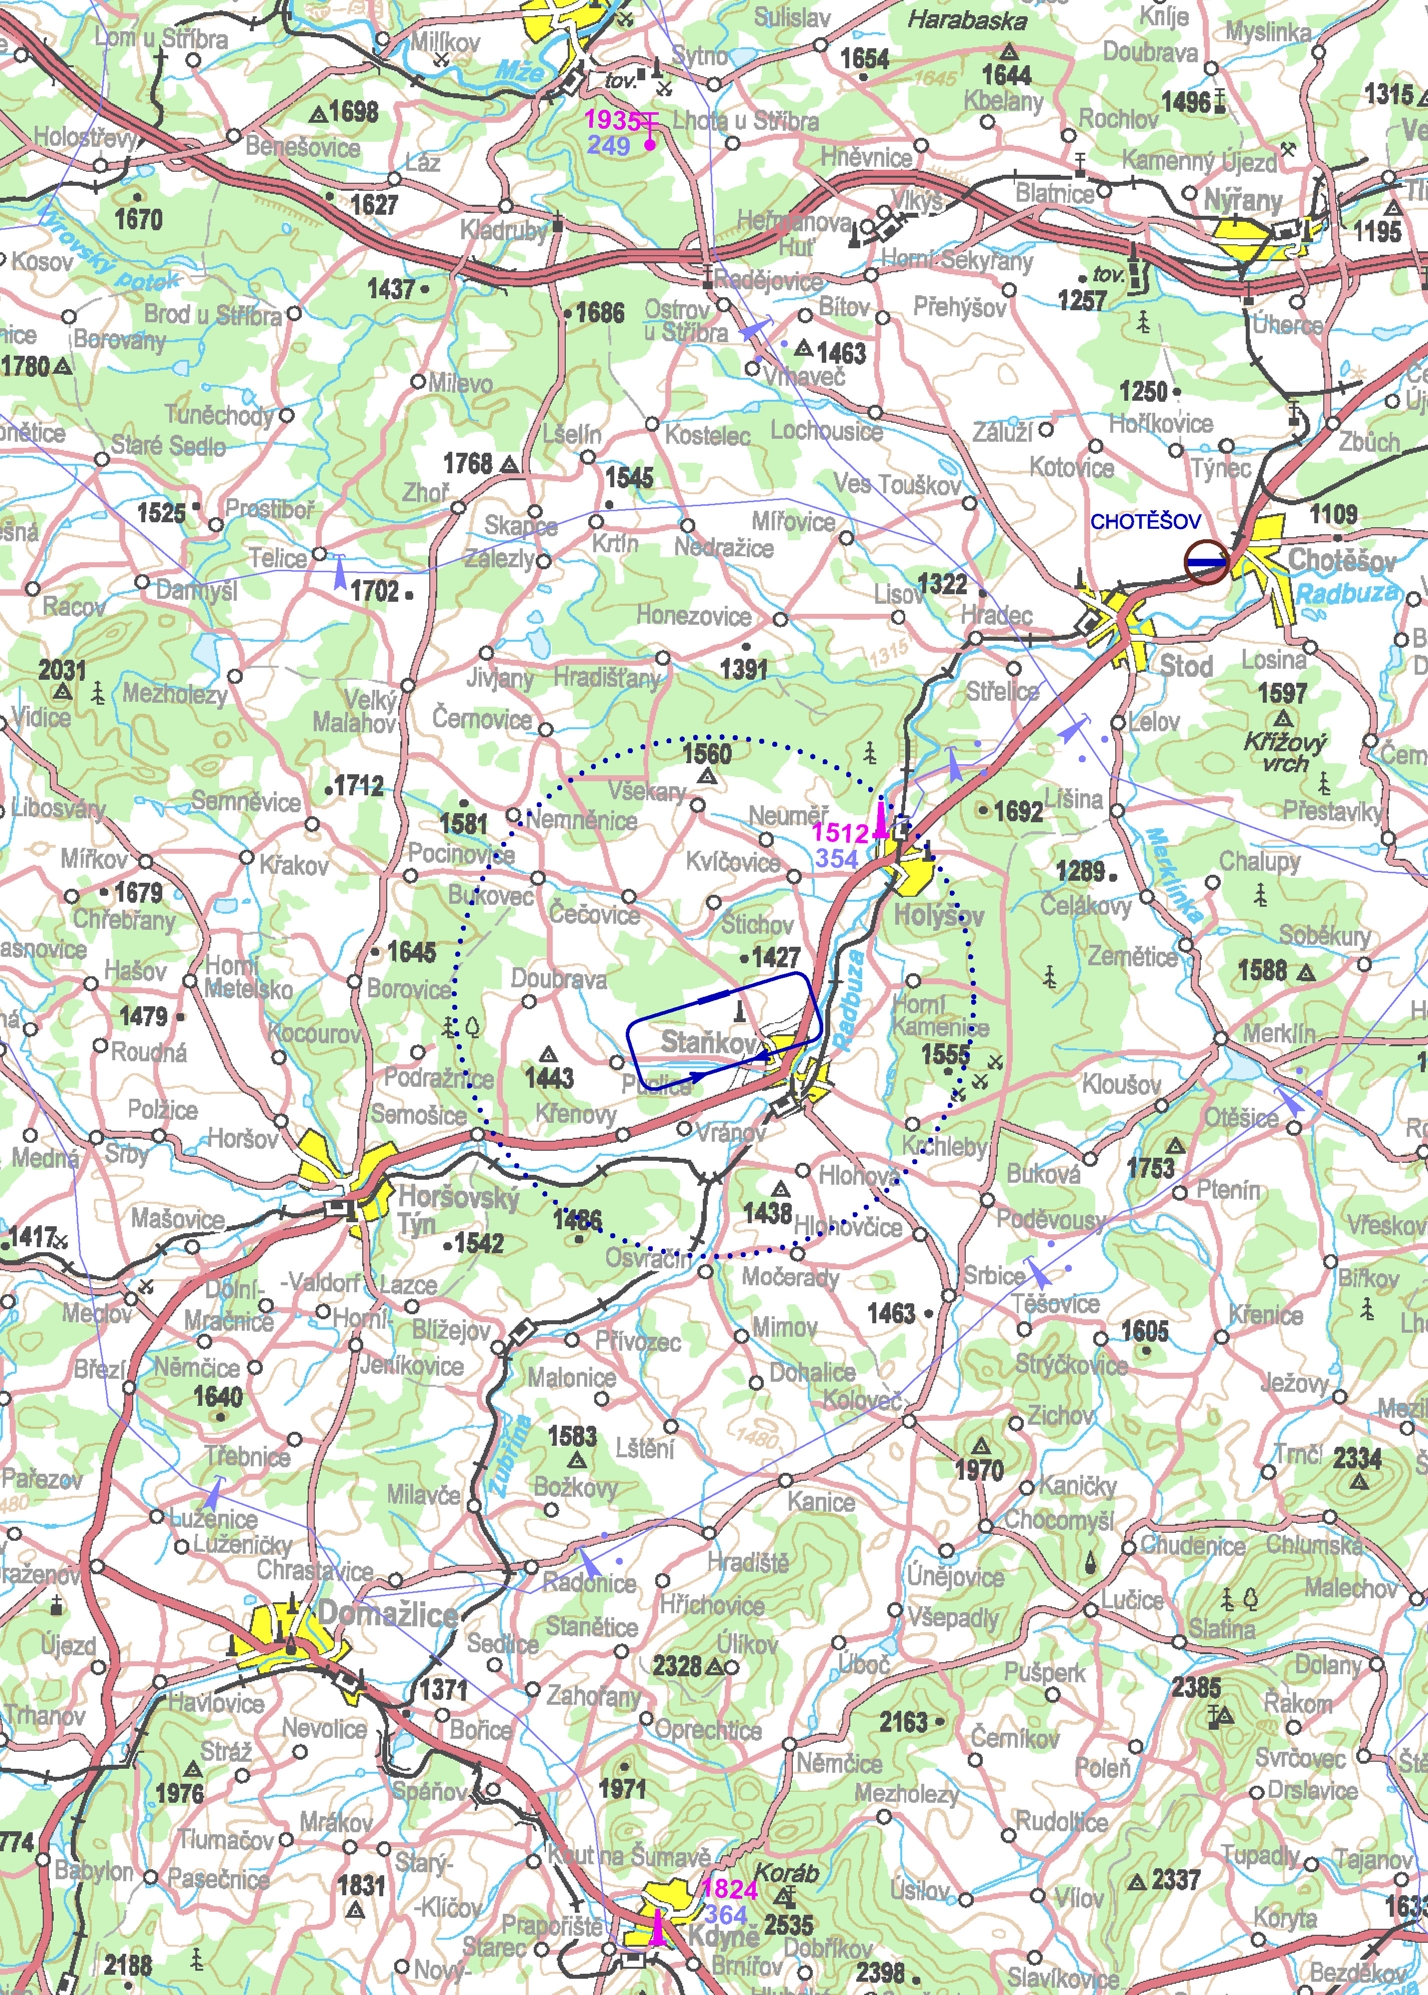 Harabaska
Kníje
Sulislav
Doubrava
Myslinka
Lom u Stříbra
Milíkov
Mže
Sytno
tov.
1654
1645
1644
1496
1315
Kbelany
1698
1935
249
Lhota u Stříbra
Rochlov
Holostřevy
Benešovice
Láz
Hněvnice
Kamenný Újezd
1670
1627
Kladruby
Vlkýš
Blatnice
Nýřany
Heřmanova
Huť
1195
Kosov
Výrovský potok
1437
Radějovice
Horní Sekyřany
tov.
1257
Borovany
Brod u Stříbra
1686
Ostrov
u Stříbra
Bítov
Přehýšov
Úherce
1780
Milevo
1463
Vrhaveč
1250
Tuněchody
Staré Sedlo
Lšelín
Kostelec
Lochousice
Záluží
Hoříkovice
Zbůch
1768
Kotovice
Týnec
1545
Zhoř
Ves Touškov
1525
Prostiboř
Skapce
Krtín
Nedražice
Mířovice
CHOTĚŠOV
1109
Telice
Zálezly
Chotěšov
Darmyšl
Racov
1702
Honezovice
Lisov
1322
Hradec
Radbuza
2031
Mezholezy
Jivjany
Hradišťany
1391
1315
Střelice
Stod
Losina
Vidice
Velký
Malahov
Černovice
1597
Lelov
Křížový
vrch
1560
1712
Všekary
Libosváry
Semněvice
1581
Nemněnice
Neuměř
1512
354
1692
Líšina
Přestavlky
Mířkov
Křakov
Pocinovice
Kvíčovice
Merklínka
Chalupy
1679
Chřebřany
Bukovec
Čečovice
Štichov
Holýšov
1289
Čelákovy
1645
1427
Zemětice
Soběkury
Hašov
Horní
Metelsko
Borovice
Doubrava
Radbuza
Horní
Kamenice
1588
1479
Roudná
Kocourov
Staňkov
1555
Merklín
Podražnice
1443
Puclice
Kloušov
Polžice
Semošice
Křenovy
Vránov
Otěšice
Medná
Srby
Horšov
Krchleby
Hlohová
Buková
1753
Ptenín
Mašovice
Horšovský
Týn
1438
Hlohovčice
Poděvousy
1417
1542
1486
Osvračín
Močerady
Srbice
Bířkov
Meclov
Dolní-
-Valdorf
Lazce
Mračnice
Horní-
Blížejov
Přívozec
Mimov
1463
Těšovice
1605
Křenice
Březí
Němčice
Jeníkovice
Malonice
Dohalice
Strýčkovice
1640
Koloveč
Ježovy
Třebnice
1583
Lštění
1480
Zichov
Trnčí
2334
Pařezov
Zubřina
1970
Milavče
Božkovy
Kanice
Kaničky
Luženice
Luženičky
Chocomyšl
Chudenice
Chlumská
Chrastavice
Radonice
Hradiště
Únějovice
Malechov
Domažlice
Hříchovice
Všepadly
Lučice
Stanětice
Slatina
Újezd
Sedlice
2328
Úlíkov
Úboč
Pušperk
Dolany
Havlovice
1371
Zahořany
2385
Trhanov
Nevolice
Bořice
Oprechtice
2163
Řakom
Stráž
Němčice
Černíkov
Poleň
Svrčovec
1976
Spáňov
1971
Mezholezy
Drslavice
Mrákov
Rudoltice
774
Tlumačov
Starý-
-Klíčov
Kout na Šumavě
Tupadly
Tajanov
Babylon
Pasečnice
1831
1824
364
Koráb
2535
Úsilov
Vílov
2337
Prapořiště
Kdyně
Koryta
Starec
Nový-
Brnířov
Dobříkov
2398
Slavíkovice
Bezděkov
2188